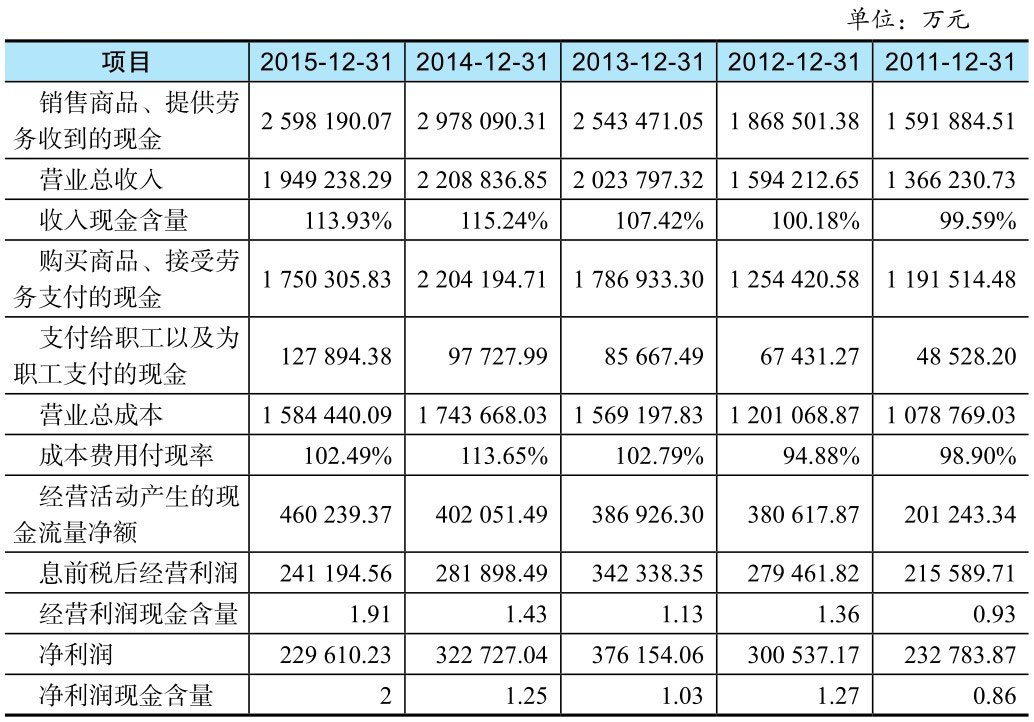 单位：万元
项目 2015-12-31 2014-12-31 2013-12-31 2012-12-31 2011-12-31
销售商品、提供劳
务收到的现金 2 598 190.07 2 978 090.31 2 543 471.05 1 868 501.38 1 591 884.51
营业总收入 1 949 238.29 2 208 836.85 2 023 797.32 1 594 212.65 1 366 230.73
收入现金含量 113.93% 115.24% 107.42% 100.18% 99.59%
购买商品、接受劳
务支付的现金 1 750 305.83 2 204 194.71 1 786 933.30 1 254 420.58 1 191 514.48
支付给职工以及为
职工支付的现金 127 894.38 97 727.99 85 667.49 67 431.27 48 528.20
营业总成本 1 584 440.09 1 743 668.03 1 569 197.83 1 201 068.87 1 078 769.03
成本费用付现率 102.49% 113.65% 102.79% 94.88% 98.90%
经营活动产生的现
金流量净额 460 239.37 402 051.49 386 926.30 380 617.87 201 243.34
息前税后经营利润 241 194.56 281 898.49 342 338.35 279 461.82 215 589.71
经营利润现金含量 1.91 1.43 1.13 1.36 0.93
净利润 229 610.23 322 727.04 376 154.06 300 537.17 232 783.87
净利润现金含量 2 1.25 1.03 1.27 0.86